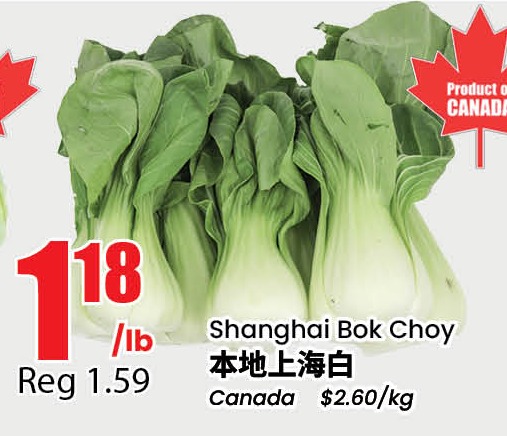 Product o
CANADA
1.18
/lb
Reg 1.59
Shanghai Bok Choy
本地上海白
Canada $2.60/kg